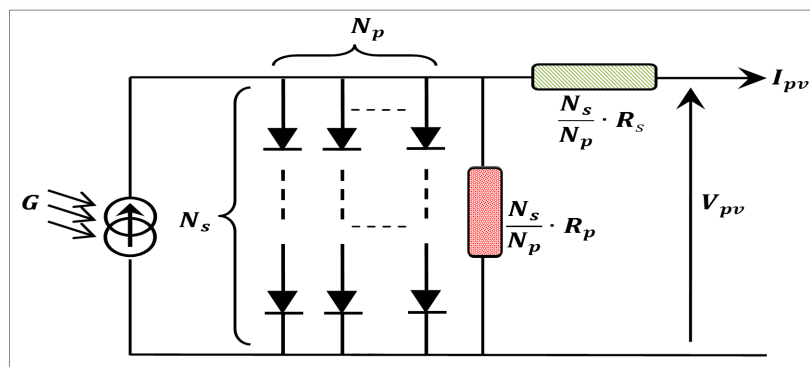 N_p
I_pv
N_s/N_p · R_s
G
N_s
N_s/N_p · R_p
V_pv